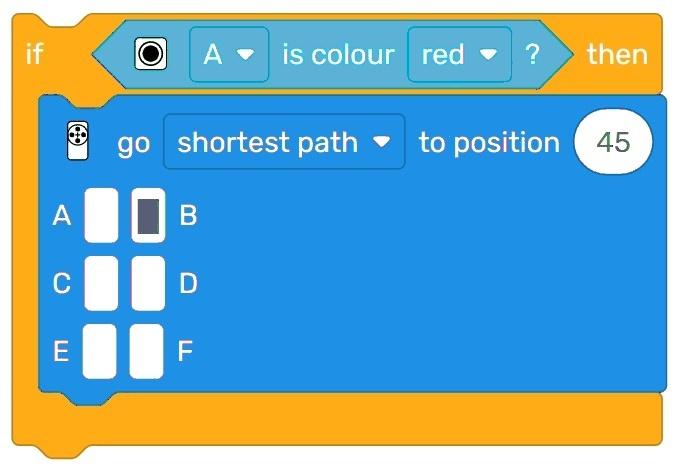 if A is colour red ? then
go shortest path to position 45
A B
C D
E F